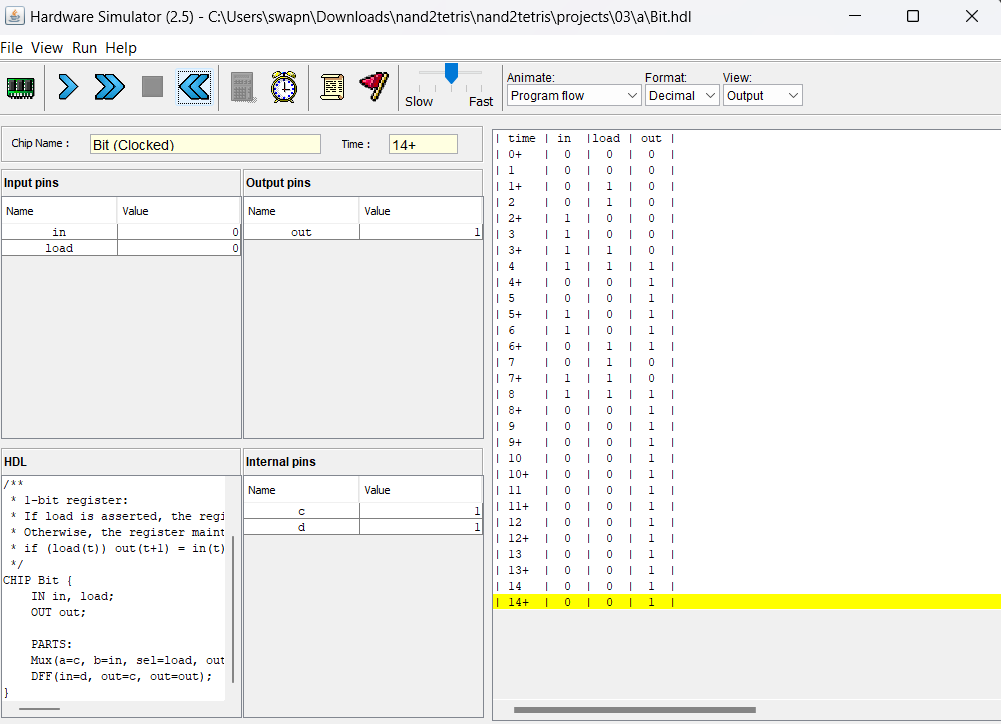 Hardware Simulator (2.5) - C:\Users\swapn\Downloads\nand2tetris\nand2tetris\projects\03\a\Bit.hdl
File View Run Help
Slow Fast
Animate: Format: View:
Program flow Decimal Output
Chip Name : Bit (Clocked) Time : 14+
Input pins
Name Value
in 0
load 0
Output pins
Name Value
out 1
HDL
/**
* 1-bit register:
* If load is asserted, the regi
* Otherwise, the register maint
* if (load(t)) out(t+1) = in(t)
*/
CHIP Bit {
IN in, load;
OUT out;
PARTS:
Mux(a=c, b=in, sel=load, out
DFF(in=d, out=c, out=out);
}
Internal pins
Name Value
c 1
d 1
| time | in |load | out |
| 0+ | 0 | 0 | 0 |
| 1 | 0 | 0 | 0 |
| 1+ | 0 | 1 | 0 |
| 2 | 0 | 1 | 0 |
| 2+ | 1 | 0 | 0 |
| 3 | 1 | 0 | 0 |
| 3+ | 1 | 1 | 0 |
| 4 | 1 | 1 | 1 |
| 4+ | 0 | 0 | 1 |
| 5 | 0 | 0 | 1 |
| 5+ | 1 | 0 | 1 |
| 6 | 1 | 0 | 1 |
| 6+ | 0 | 1 | 1 |
| 7 | 0 | 1 | 0 |
| 7+ | 1 | 1 | 0 |
| 8 | 1 | 1 | 1 |
| 8+ | 0 | 0 | 1 |
| 9 | 0 | 0 | 1 |
| 9+ | 0 | 0 | 1 |
| 10 | 0 | 0 | 1 |
| 10+ | 0 | 0 | 1 |
| 11 | 0 | 0 | 1 |
| 11+ | 0 | 0 | 1 |
| 12 | 0 | 0 | 1 |
| 12+ | 0 | 0 | 1 |
| 13 | 0 | 0 | 1 |
| 13+ | 0 | 0 | 1 |
| 14 | 0 | 0 | 1 |
| 14+ | 0 | 0 | 1 |